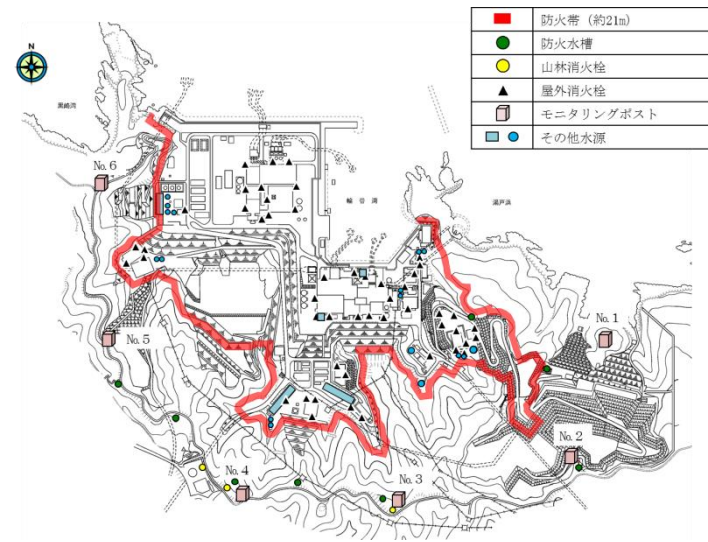 防火帯（約21m）
防火水槽
山林消火栓
屋外消火栓
モニタリングポスト
その他水源
N
輪谷湾
No.6
No.1
No.5
No.2
No.4
No.3